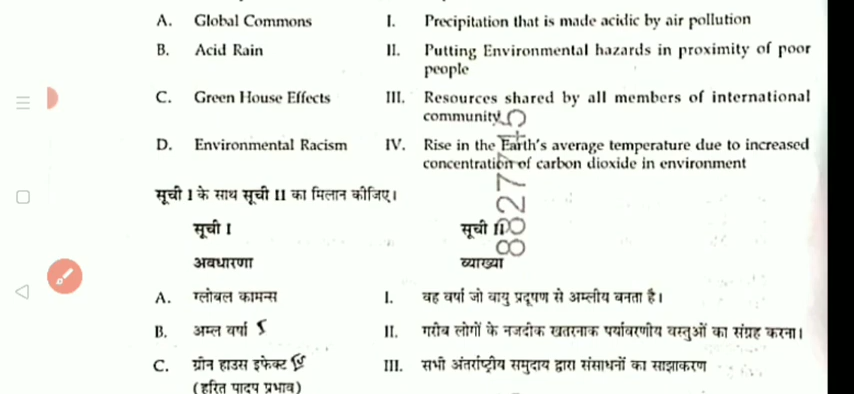 A. Global Commons I. Precipitation that is made acidic by air pollution
B. Acid Rain II. Putting Environmental hazards in proximity of poor
people
C. Green House Effects III. Resources shared by all members of international
community
D. Environmental Racism IV. Rise in the Earth's average temperature due to increased
concentration of carbon dioxide in environment
सूची I के साथ सूची II का मिलान कीजिए।
सूची I सूची II
अवधारणा व्याख्या
A. ग्लोबल कामन्स I. वह वर्षा जो वायु प्रदूषण से अम्लीय बनता है।
B. अम्ल वर्षा II. गरीब लोगों के नजदीक खतरनाक पर्यावरणीय वस्तुओं का संग्रह करना।
C. ग्रीन हाउस इफेक्ट III. सभी अंतर्राष्ट्रीय समुदाय द्वारा संसाधनों का साझाकरण
(हरित पादप प्रभाव)
8827745